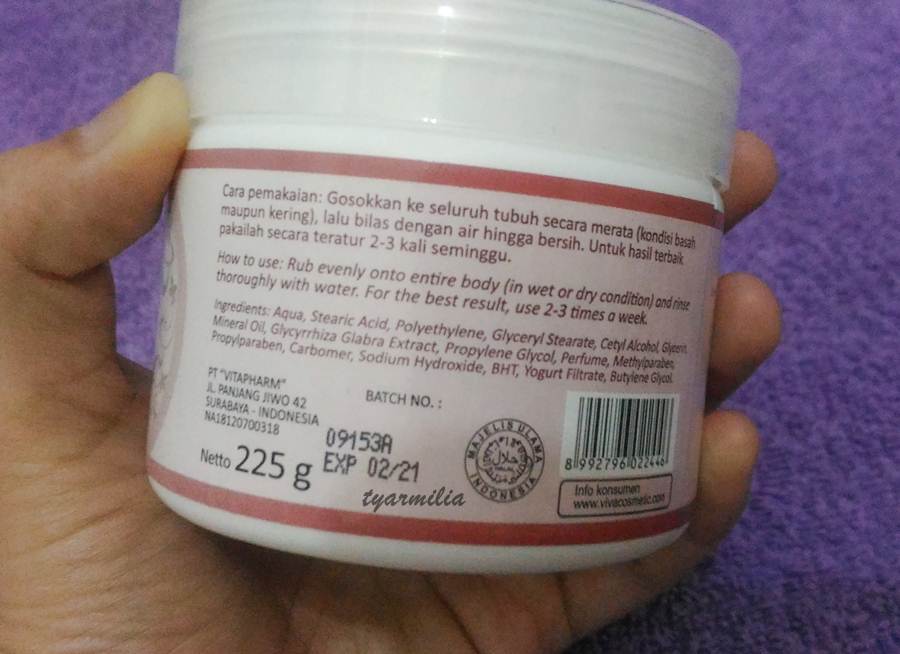 Cara pemakaian: Gosokkan ke seluruh tubuh secara merata (kondisi basah
maupun kering), lalu bilas dengan air hingga bersih. Untuk hasil terbaik
pakailah secara teratur 2-3 kali seminggu.
How to use: Rub evenly onto entire body (in wet or dry condition) and rinse
thoroughly with water. For the best result, use 2-3 times a week.
Ingredients: Aqua, Stearic Acid, Polyethylene, Glyceryl Stearate, Cetyl Alcohol, Glycerin,
Mineral Oil, Glycyrrhiza Glabra Extract, Propylene Glycol, Perfume, Methylparaben,
Propylparaben, Carbomer, Sodium Hydroxide, BHT, Yogurt Filtrate, Butylene Glycol.
PT "VITAPHARM"
JL. PANJANG JIWO 42
SURABAYA - INDONESIA
NA18120700318
BATCH NO. :
09153A
EXP 02/21
Netto 225 g
MAJELIS ULAMA
حلال
INDONESIA
8 992796 022446
Info konsumen
www.vivacosmetic.com
tyarmilia